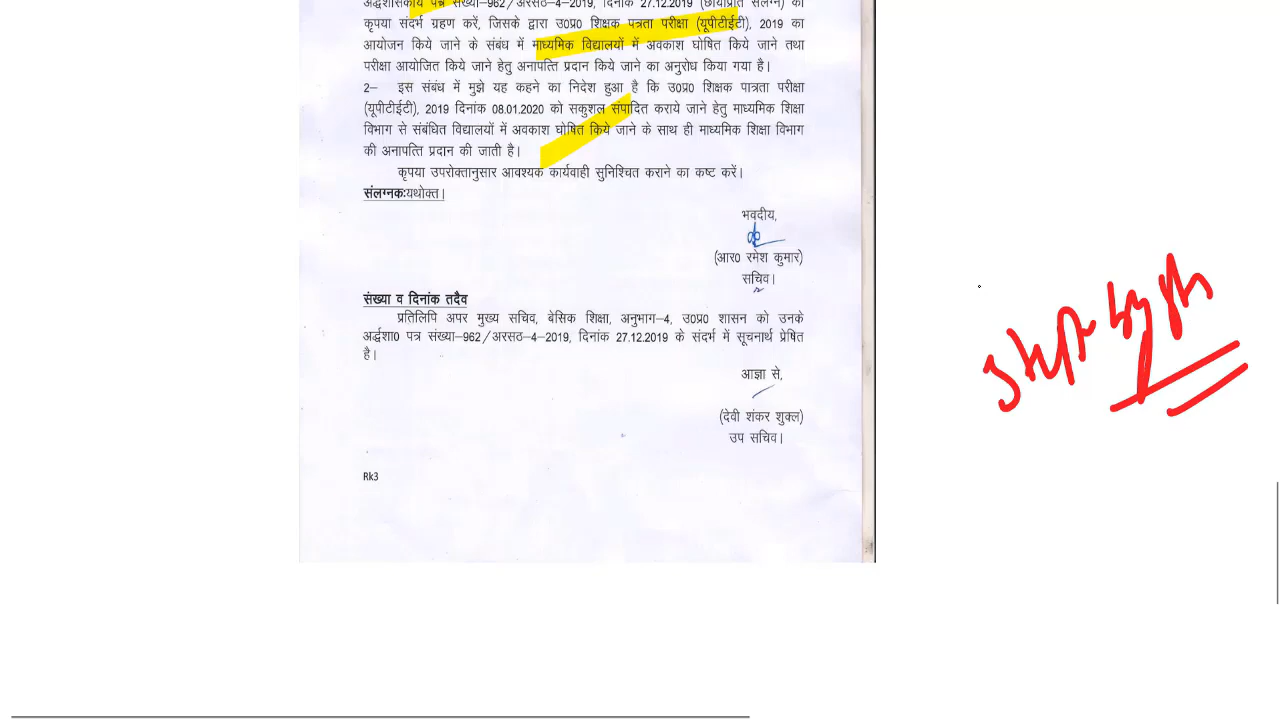 अर्द्धशासकीय पत्र संख्या–962/अरसठ–4–2019, दिनांक 27.12.2019 (छायाप्रति संलग्न) का
कृपया संदर्भ ग्रहण करें, जिसके द्वारा उ0प्र0 शिक्षक पत्रता परीक्षा (यूपीटीईटी), 2019 का
आयोजन किये जाने के संबंध में माध्यमिक विद्यालयों में अवकाश घोषित किये जाने तथा
परीक्षा आयोजित किये जाने हेतु अनापत्ति प्रदान किये जाने का अनुरोध किया गया है।
2– इस संबंध में मुझे यह कहने का निदेश हुआ है कि उ0प्र0 शिक्षक पात्रता परीक्षा
(यूपीटीईटी), 2019 दिनांक 08.01.2020 को सकुशल संपादित कराये जाने हेतु माध्यमिक शिक्षा
विभाग से संबंधित विद्यालयों में अवकाश घोषित किये जाने के साथ ही माध्यमिक शिक्षा विभाग
की अनापत्ति प्रदान की जाती है।
कृपया उपरोक्तानुसार आवश्यक कार्यवाही सुनिश्चित कराने का कष्ट करें।
संलग्नकःयथोक्त।
भवदीय,
(आर0 रमेश कुमार)
सचिव।
संख्या व दिनांक तदैव
प्रतिलिपि अपर मुख्य सचिव, बेसिक शिक्षा, अनुभाग–4, उ0प्र0 शासन को उनके
अर्द्धशा0 पत्र संख्या–962/अरसठ–4–2019, दिनांक 27.12.2019 के संदर्भ में सूचनार्थ प्रेषित
है।
आज्ञा से,
(देवी शंकर शुक्ल)
उप सचिव।
Rk3